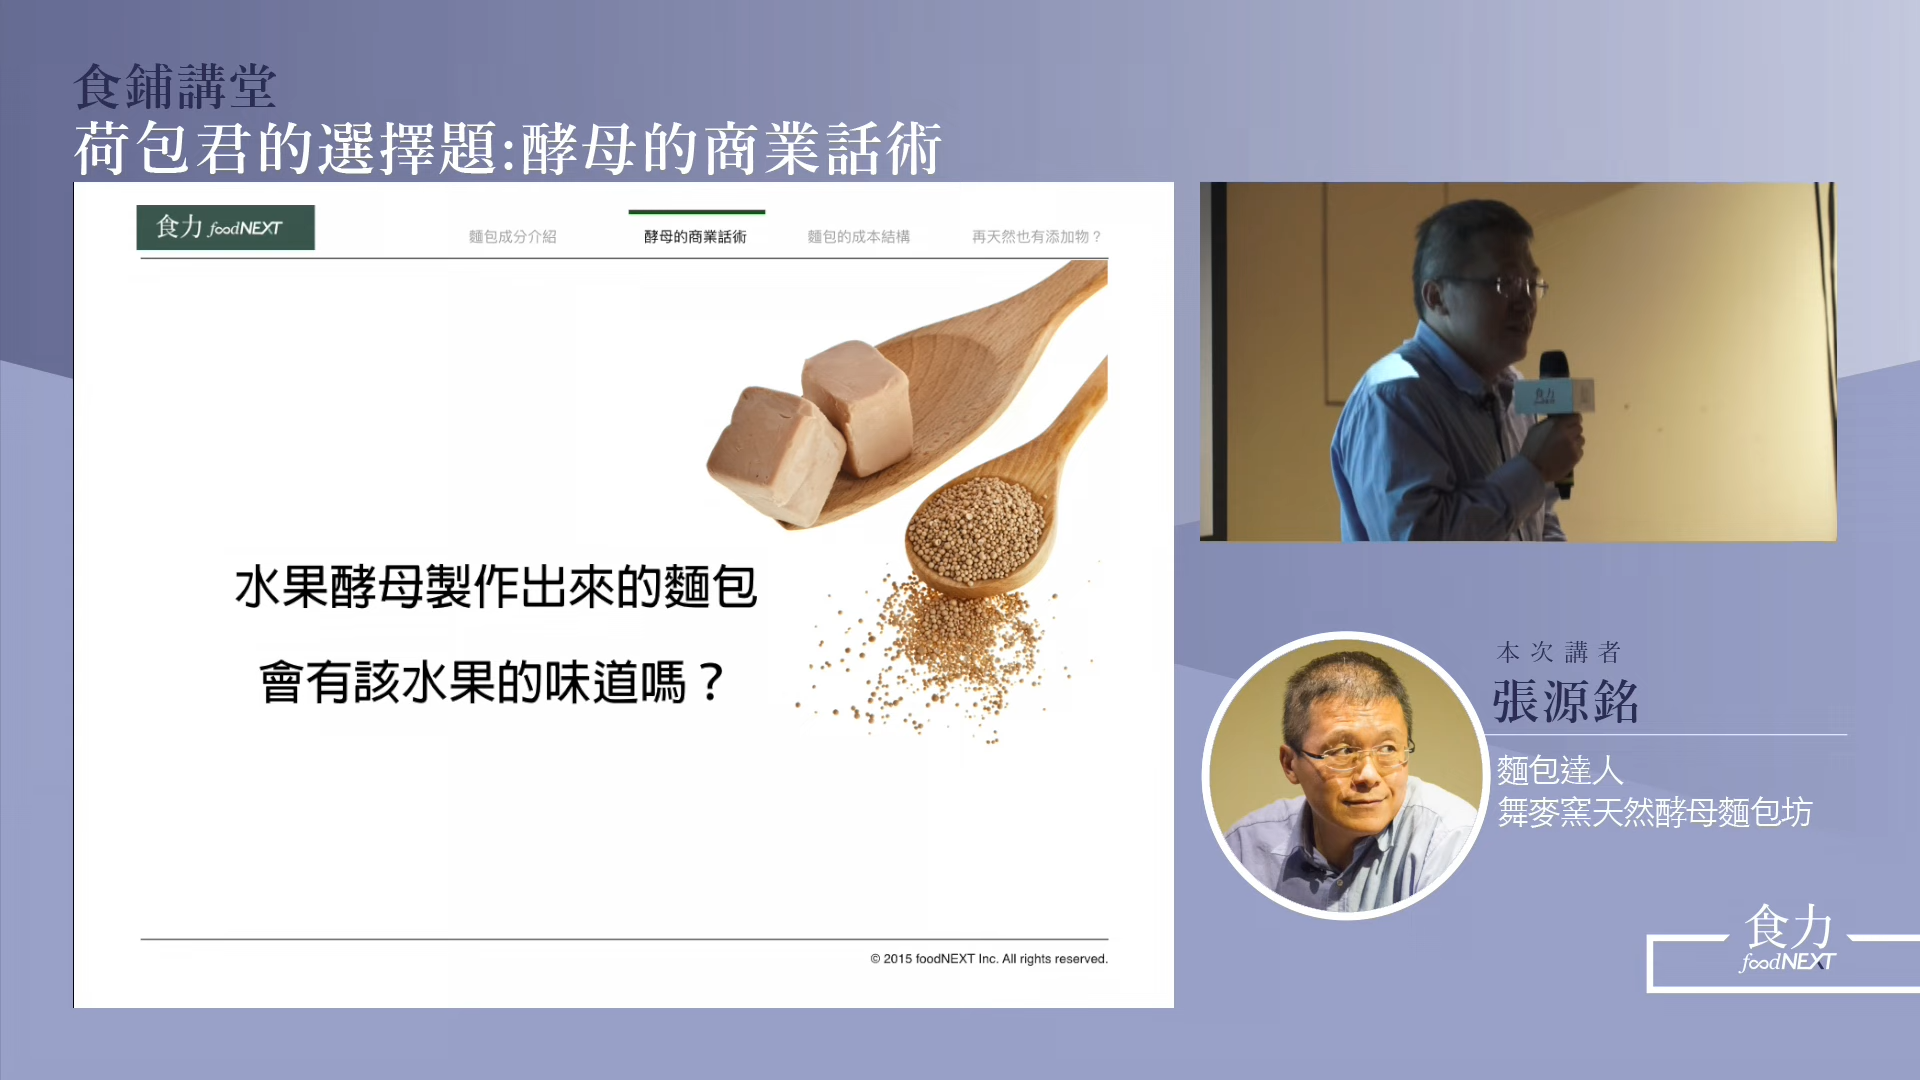 食鋪講堂
荷包君的選擇題:酵母的商業話術
食力 foodNEXT
麵包成分介紹
酵母的商業話術
麵包的成本結構
再天然也有添加物？
水果酵母製作出來的麵包
會有該水果的味道嗎？
© 2015 foodNEXT Inc. All rights reserved.
食力
本次講者
張源銘
麵包達人
舞麥窯天然酵母麵包坊
食力
foodNEXT